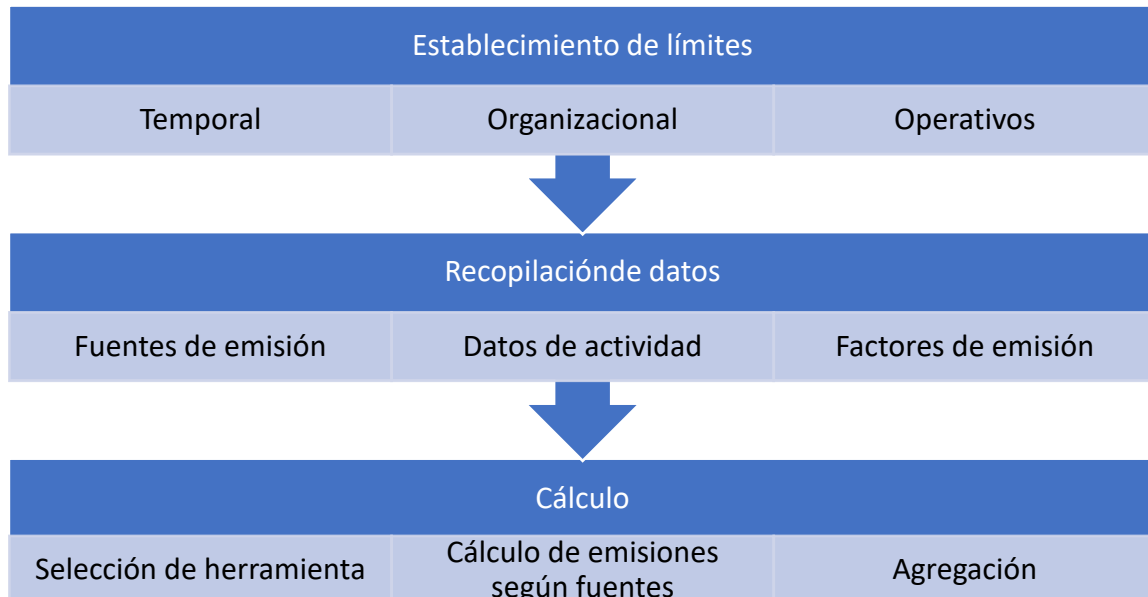 Establecimiento de límites
Temporal
Organizacional
Operativos
Recopilaciónde datos
Fuentes de emisión
Datos de actividad
Factores de emisión
Cálculo
Selección de herramienta
Cálculo de emisiones
según fuentes
Agregación